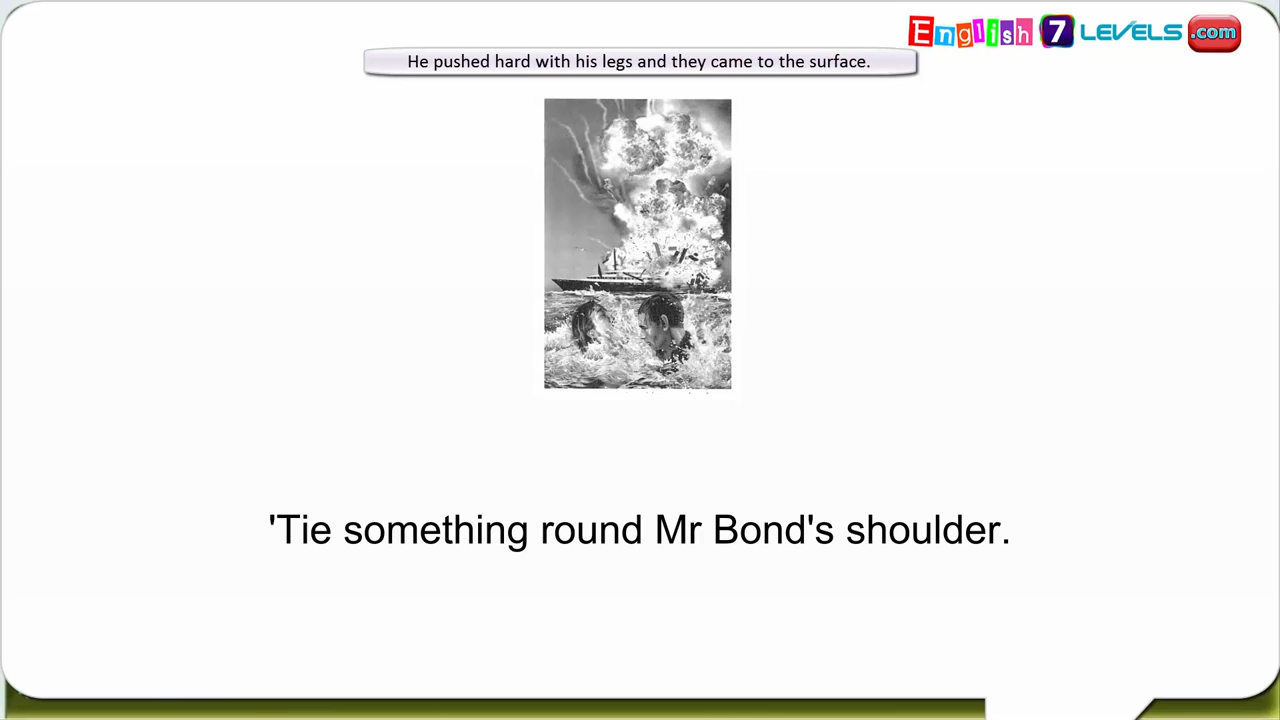 English 7 LEVELS .com
He pushed hard with his legs and they came to the surface.
'Tie something round Mr Bond's shoulder.